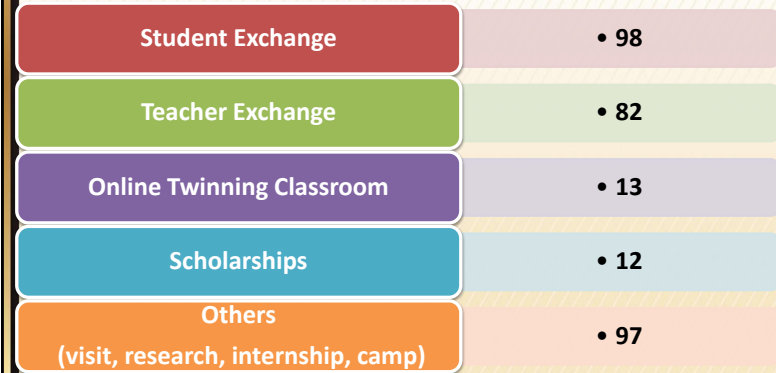 Student Exchange • 98
Teacher Exchange • 82
Online Twinning Classroom • 13
Scholarships • 12
Others
(visit, research, internship, camp) • 97